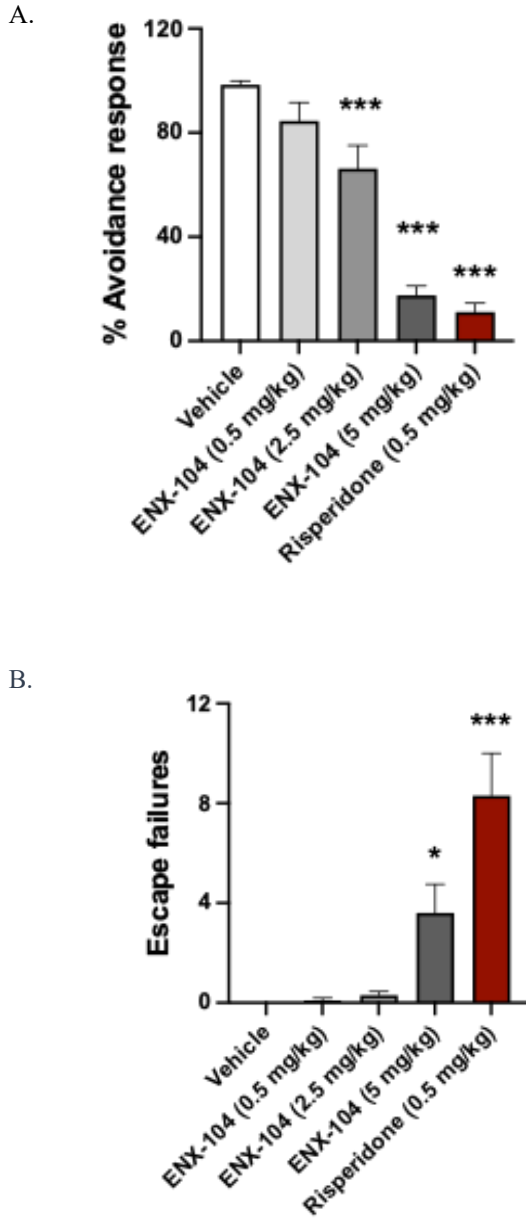 A.
% Avoidance response
120
80
40
0
***
***
***
Vehicle
ENX-104 (0.5 mg/kg)
ENX-104 (2.5 mg/kg)
ENX-104 (5 mg/kg)
Risperidone (0.5 mg/kg)
B.
Escape failures
12
8
4
0
*
***
Vehicle
ENX-104 (0.5 mg/kg)
ENX-104 (2.5 mg/kg)
ENX-104 (5 mg/kg)
Risperidone (0.5 mg/kg)